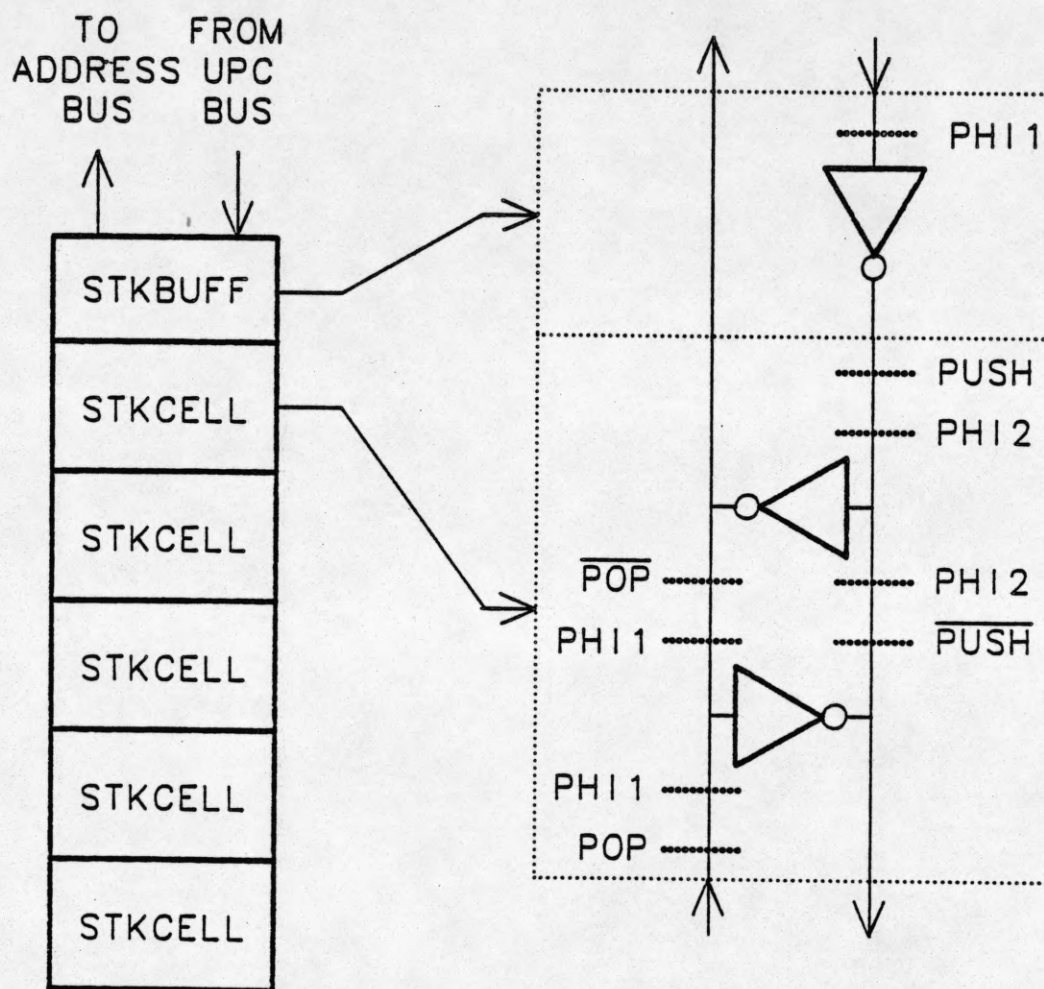 TO
ADDRESS
BUS
FROM
UPC
BUS
STKBUFF
STKCELL
STKCELL
STKCELL
STKCELL
STKCELL
PHI1
PUSH
PHI2
POP
PHI2
PHI1
PUSH
PHI1
POP